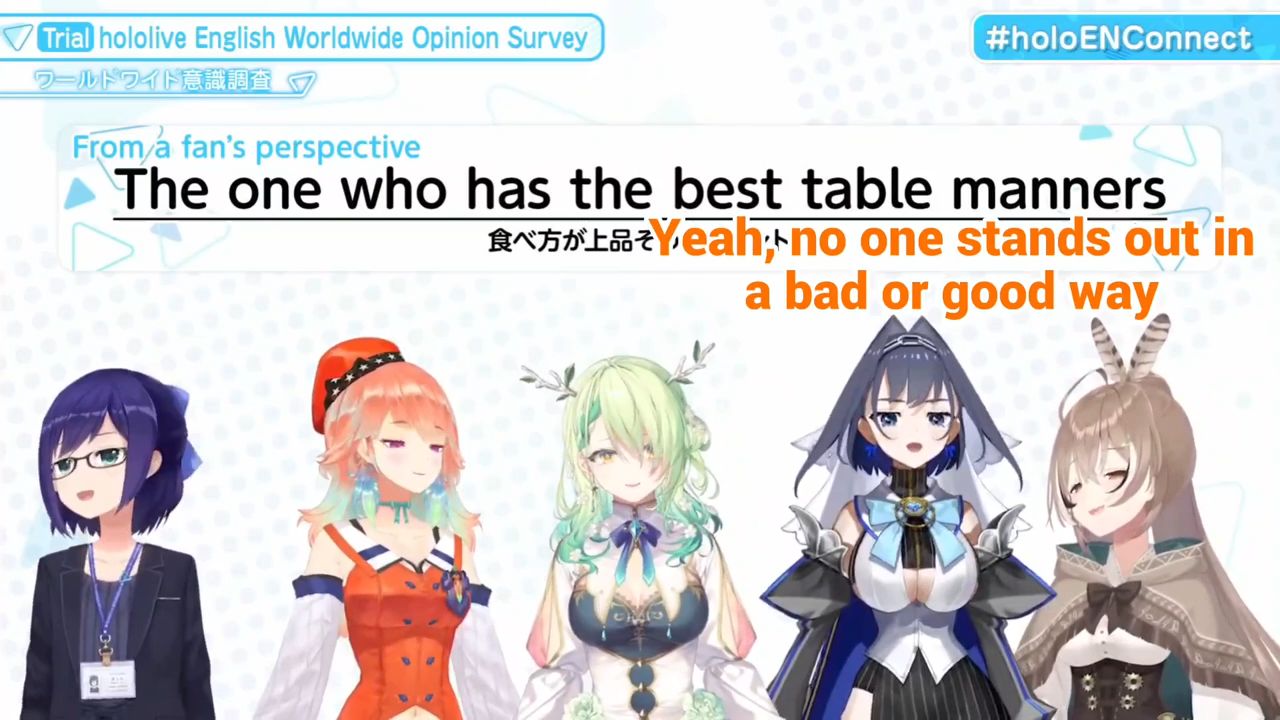 Trial hololive English Worldwide Opinion Survey
#holoENConnect
ワールドワイド意識調査
From a fan's perspective
The one who has the best table manners
食べ方が上品そ
Yeah, no one stands out in
a bad or good way